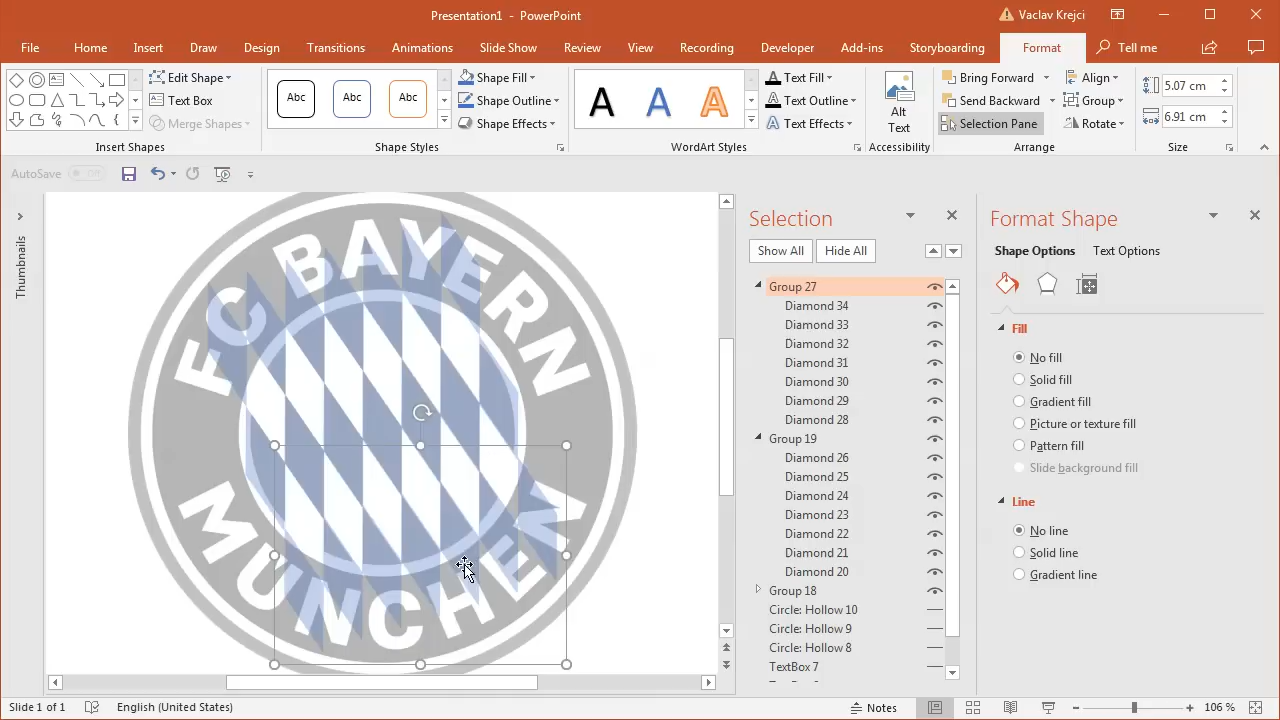 Presentation1 - PowerPoint
Vaclav Krejci
File Home Insert Draw Design Transitions Animations Slide Show Review View Recording Developer Add-ins Storyboarding Format Tell me
Edit Shape
Text Box
Merge Shapes
Insert Shapes
Abc Abc Abc
Shape Fill
Shape Outline
Shape Effects
Shape Styles
A A A
Text Fill
Text Outline
Text Effects
WordArt Styles
Alt
Text
Accessibility
Bring Forward
Send Backward
Selection Pane
Align
Group
Rotate
Arrange
5.07 cm
6.91 cm
Size
AutoSave Off
Thumbnails
FC BAYERN
MÜNCHEN
Selection
Show All Hide All
Group 27
Diamond 34
Diamond 33
Diamond 32
Diamond 31
Diamond 30
Diamond 29
Diamond 28
Group 19
Diamond 26
Diamond 25
Diamond 24
Diamond 23
Diamond 22
Diamond 21
Diamond 20
Group 18
Circle: Hollow 10
Circle: Hollow 9
Circle: Hollow 8
TextBox 7
Format Shape
Shape Options Text Options
Fill
No fill
Solid fill
Gradient fill
Picture or texture fill
Pattern fill
Slide background fill
Line
No line
Solid line
Gradient line
Slide 1 of 1 English (United States) Notes 106 %